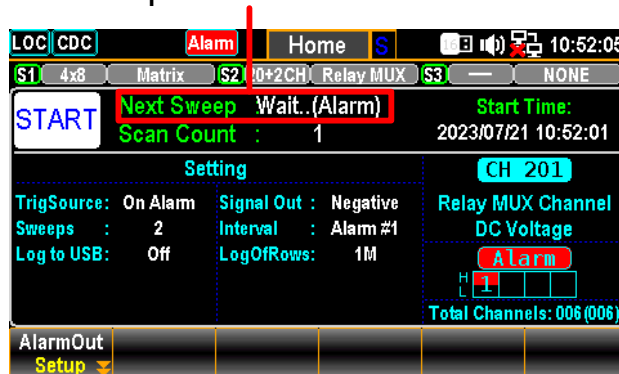 LOC CDC Alarm Home S 10:52:05
S1 4x8 Matrix S2 20+2CH Relay MUX S3 — NONE
START Next Sweep : Wait..(Alarm) Start Time:
Scan Count : 1 2023/07/21 10:52:01
Setting CH 201
TrigSource: On Alarm Signal Out : Negative Relay MUX Channel
Sweeps : 2 Interval : Alarm #1 DC Voltage
Log to USB: Off LogOfRows: 1M Alarm
H 1
L
Total Channels: 006(006)
AlarmOut
Setup